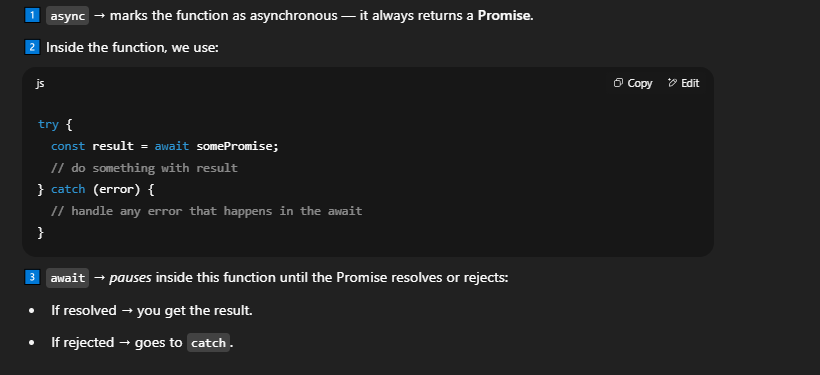 1 async → marks the function as asynchronous — it always returns a Promise.
2 Inside the function, we use:
js Copy Edit
try {
  const result = await somePromise;
  // do something with result
} catch (error) {
  // handle any error that happens in the await
}
3 await → pauses inside this function until the Promise resolves or rejects:
• If resolved → you get the result.
• If rejected → goes to catch.